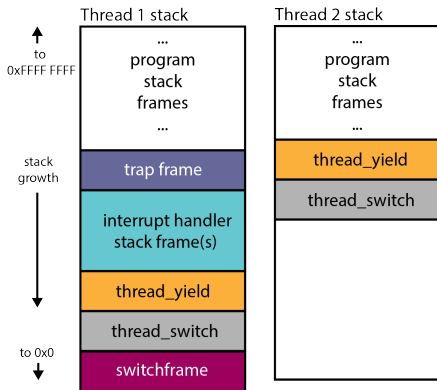 Thread 1 stack
Thread 2 stack
to
0xFFFF FFFF
stack
growth
to 0x0
...
program
stack
frames
...
trap frame
interrupt handler
stack frame(s)
thread_yield
thread_switch
switchframe
...
program
stack
frames
...
thread_yield
thread_switch